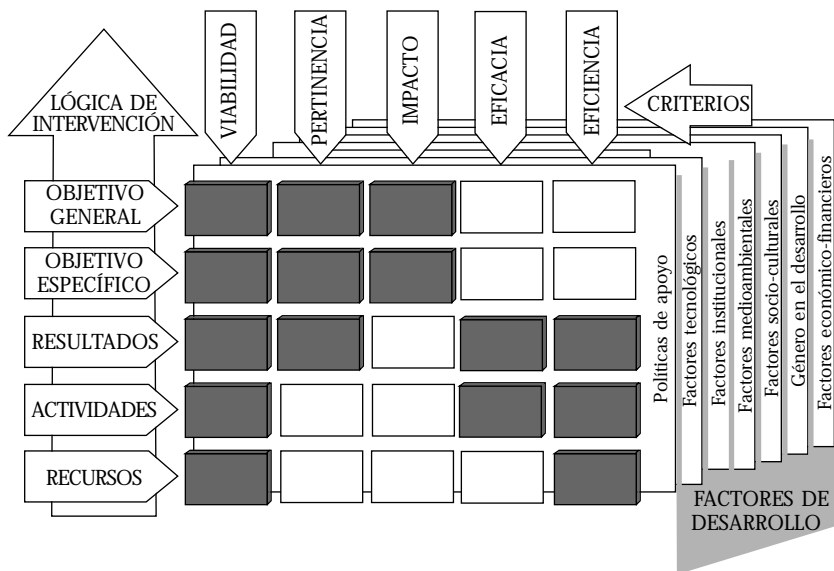 VIABILIDAD
PERTINENCIA
IMPACTO
EFICACIA
EFICIENCIA
CRITERIOS
LÓGICA DE
INTERVENCIÓN
OBJETIVO
GENERAL
OBJETIVO
ESPECÍFICO
RESULTADOS
ACTIVIDADES
RECURSOS
Políticas de apoyo
Factores tecnológicos
Factores institucionales
Factores medioambientales
Factores socio-culturales
Género en el desarrollo
Factores económico-financieros
FACTORES DE
DESARROLLO